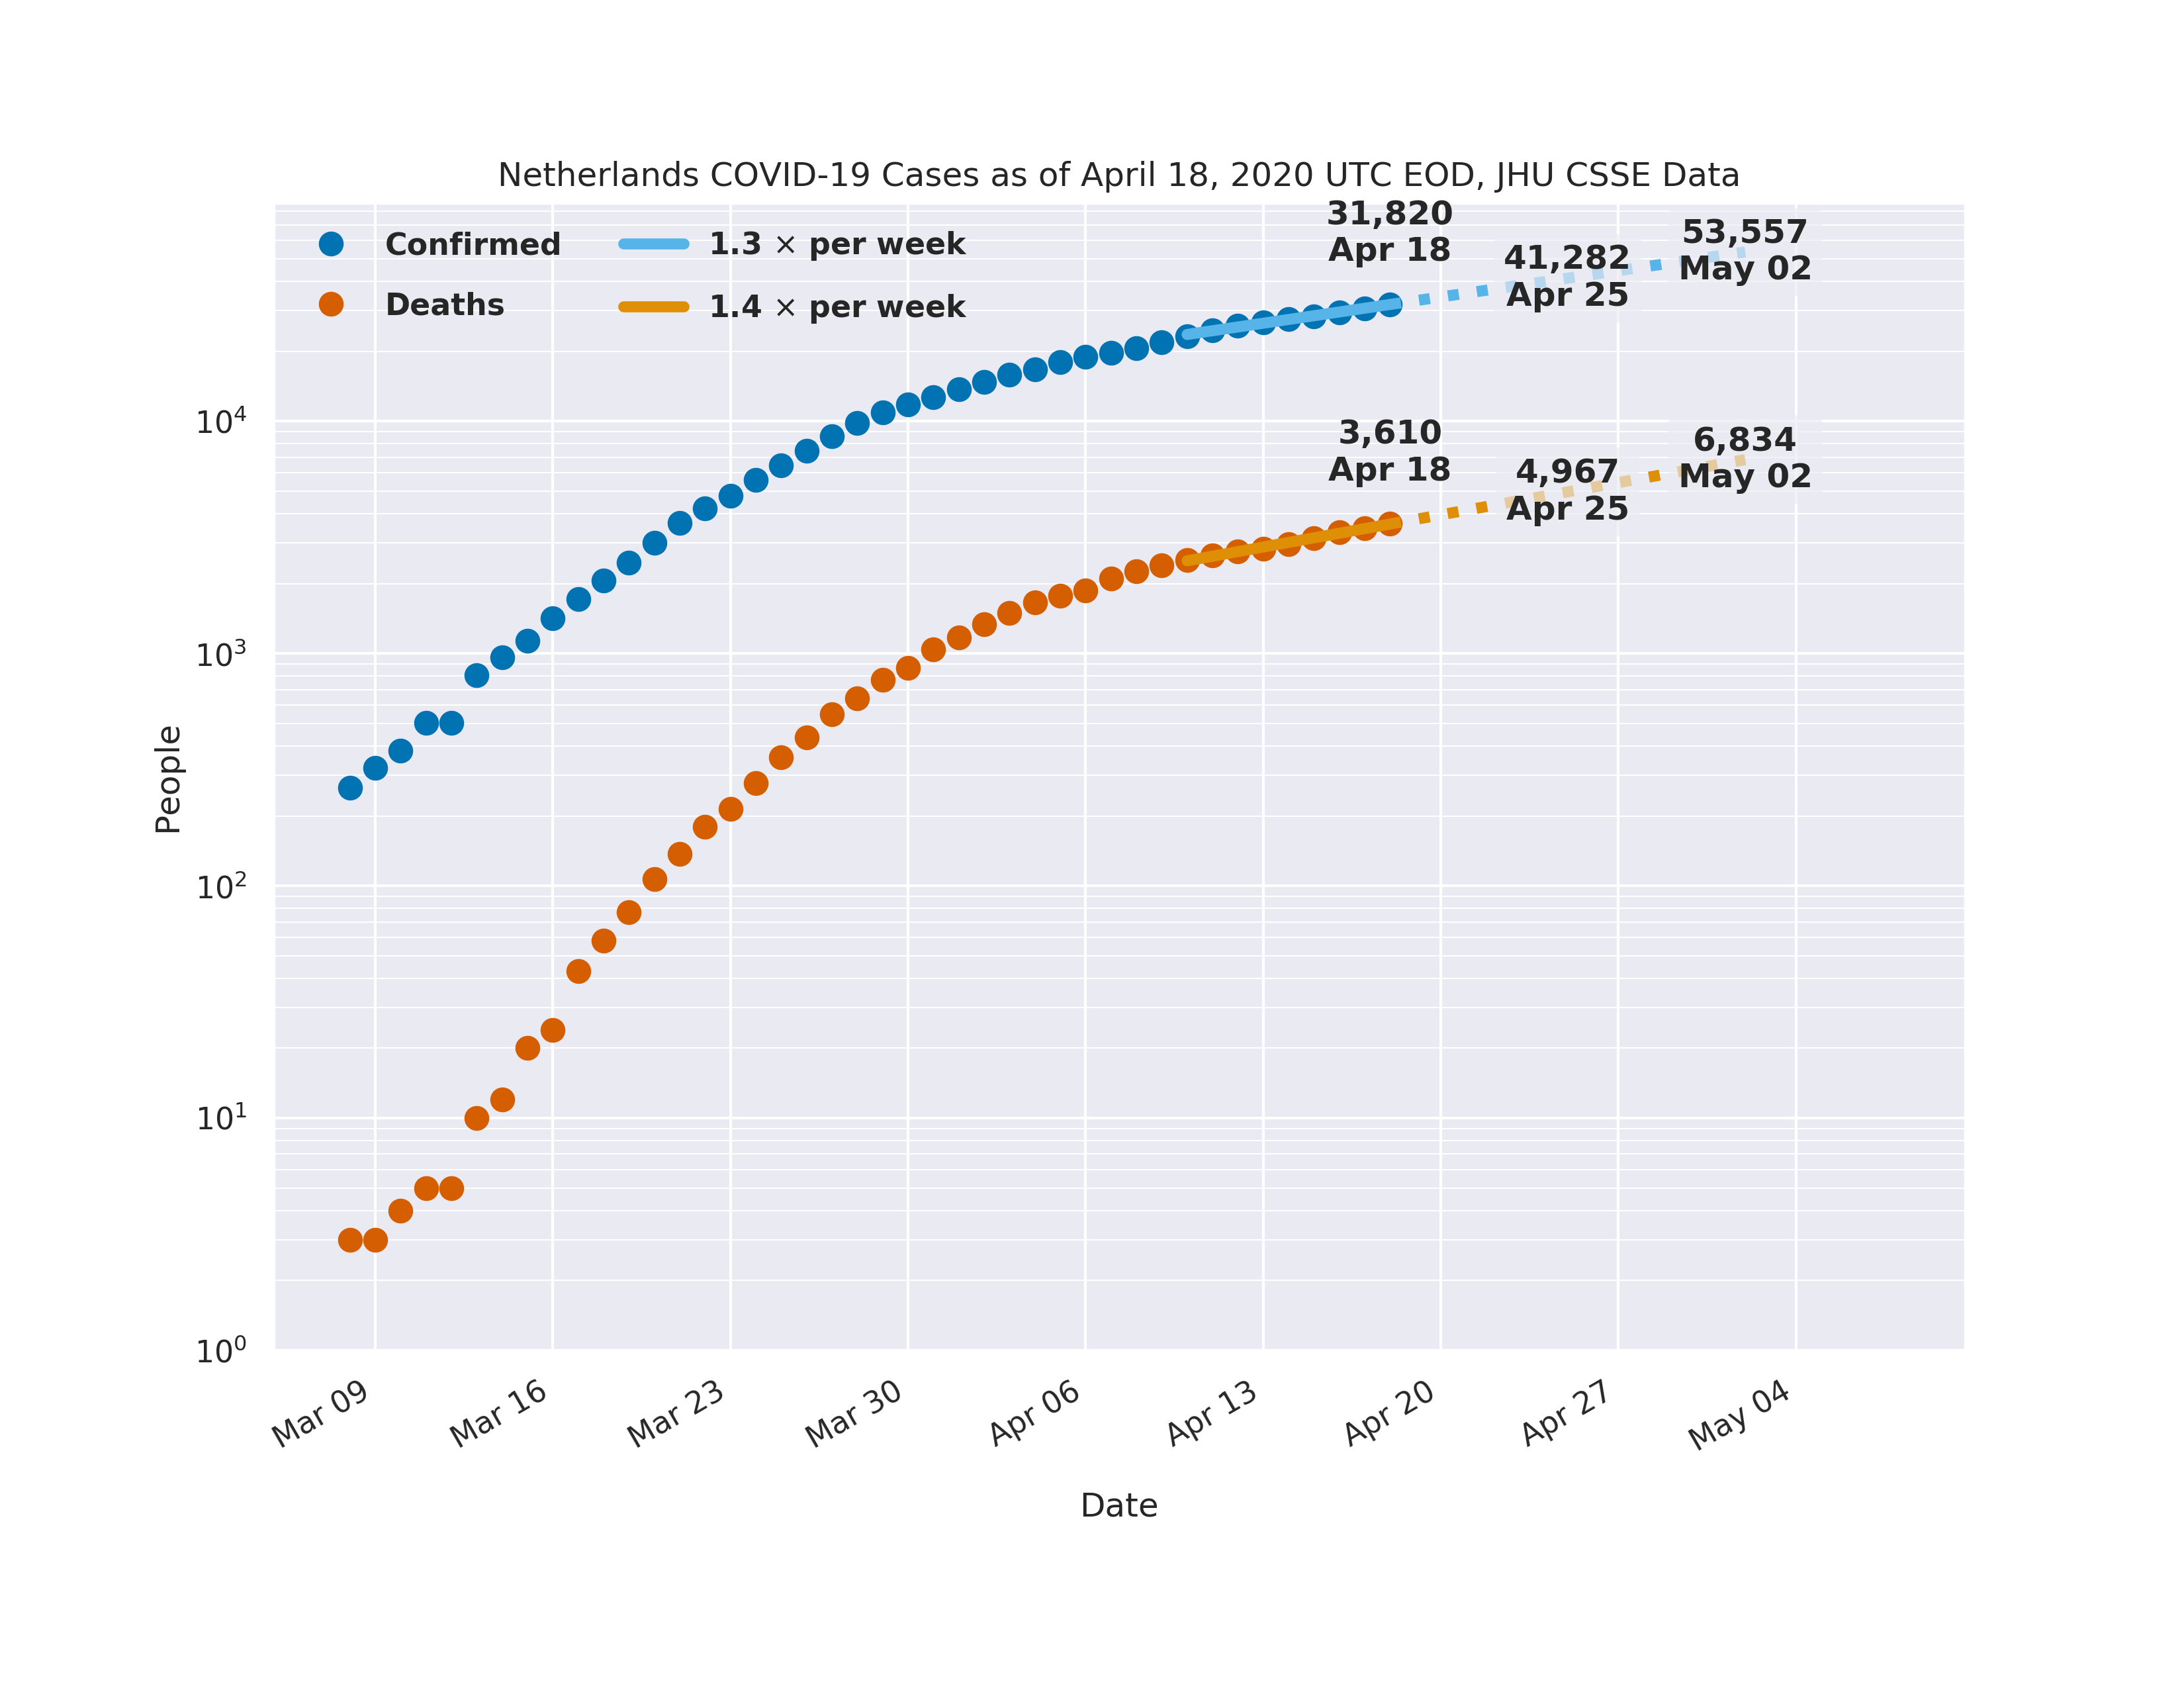 Netherlands COVID-19 Cases as of April 18, 2020 UTC EOD, JHU CSSE Data
Confirmed
Deaths
1.3 × per week
1.4 × per week
31,820
Apr 18
41,282
Apr 25
53,557
May 02
3,610
Apr 18
4,967
Apr 25
6,834
May 02
People
10⁴
10³
10²
10¹
10⁰
Mar 09
Mar 16
Mar 23
Mar 30
Apr 06
Apr 13
Apr 20
Apr 27
May 04
Date